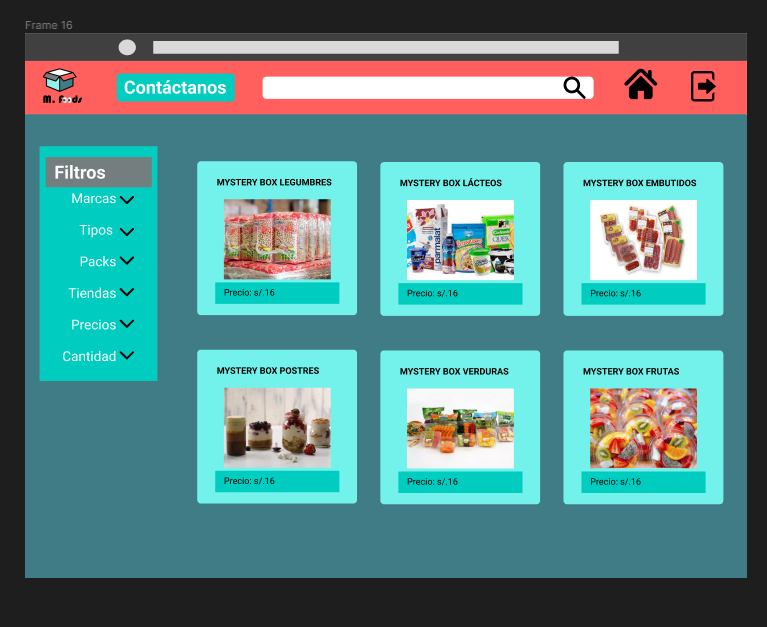 Frame 16
M. Foods
Contáctanos
Filtros
Marcas
Tipos
Packs
Tiendas
Precios
Cantidad
MYSTERY BOX LEGUMBRES
Precio: s/.16
MYSTERY BOX LÁCTEOS
parmalat
Precio: s/.16
MYSTERY BOX EMBUTIDOS
Precio: s/.16
MYSTERY BOX POSTRES
Precio: s/.16
MYSTERY BOX VERDURAS
Precio: s/.16
MYSTERY BOX FRUTAS
Precio: s/.16